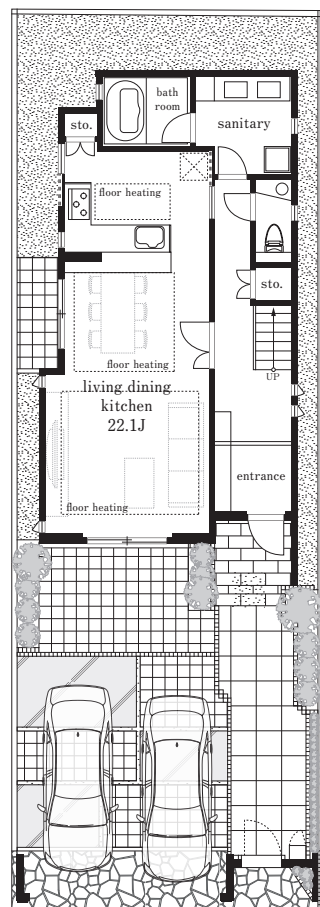 bath
room
sto.
sanitary
floor heating
sto.
floor heating
UP
living dining
kitchen
22.1J
entrance
floor heating